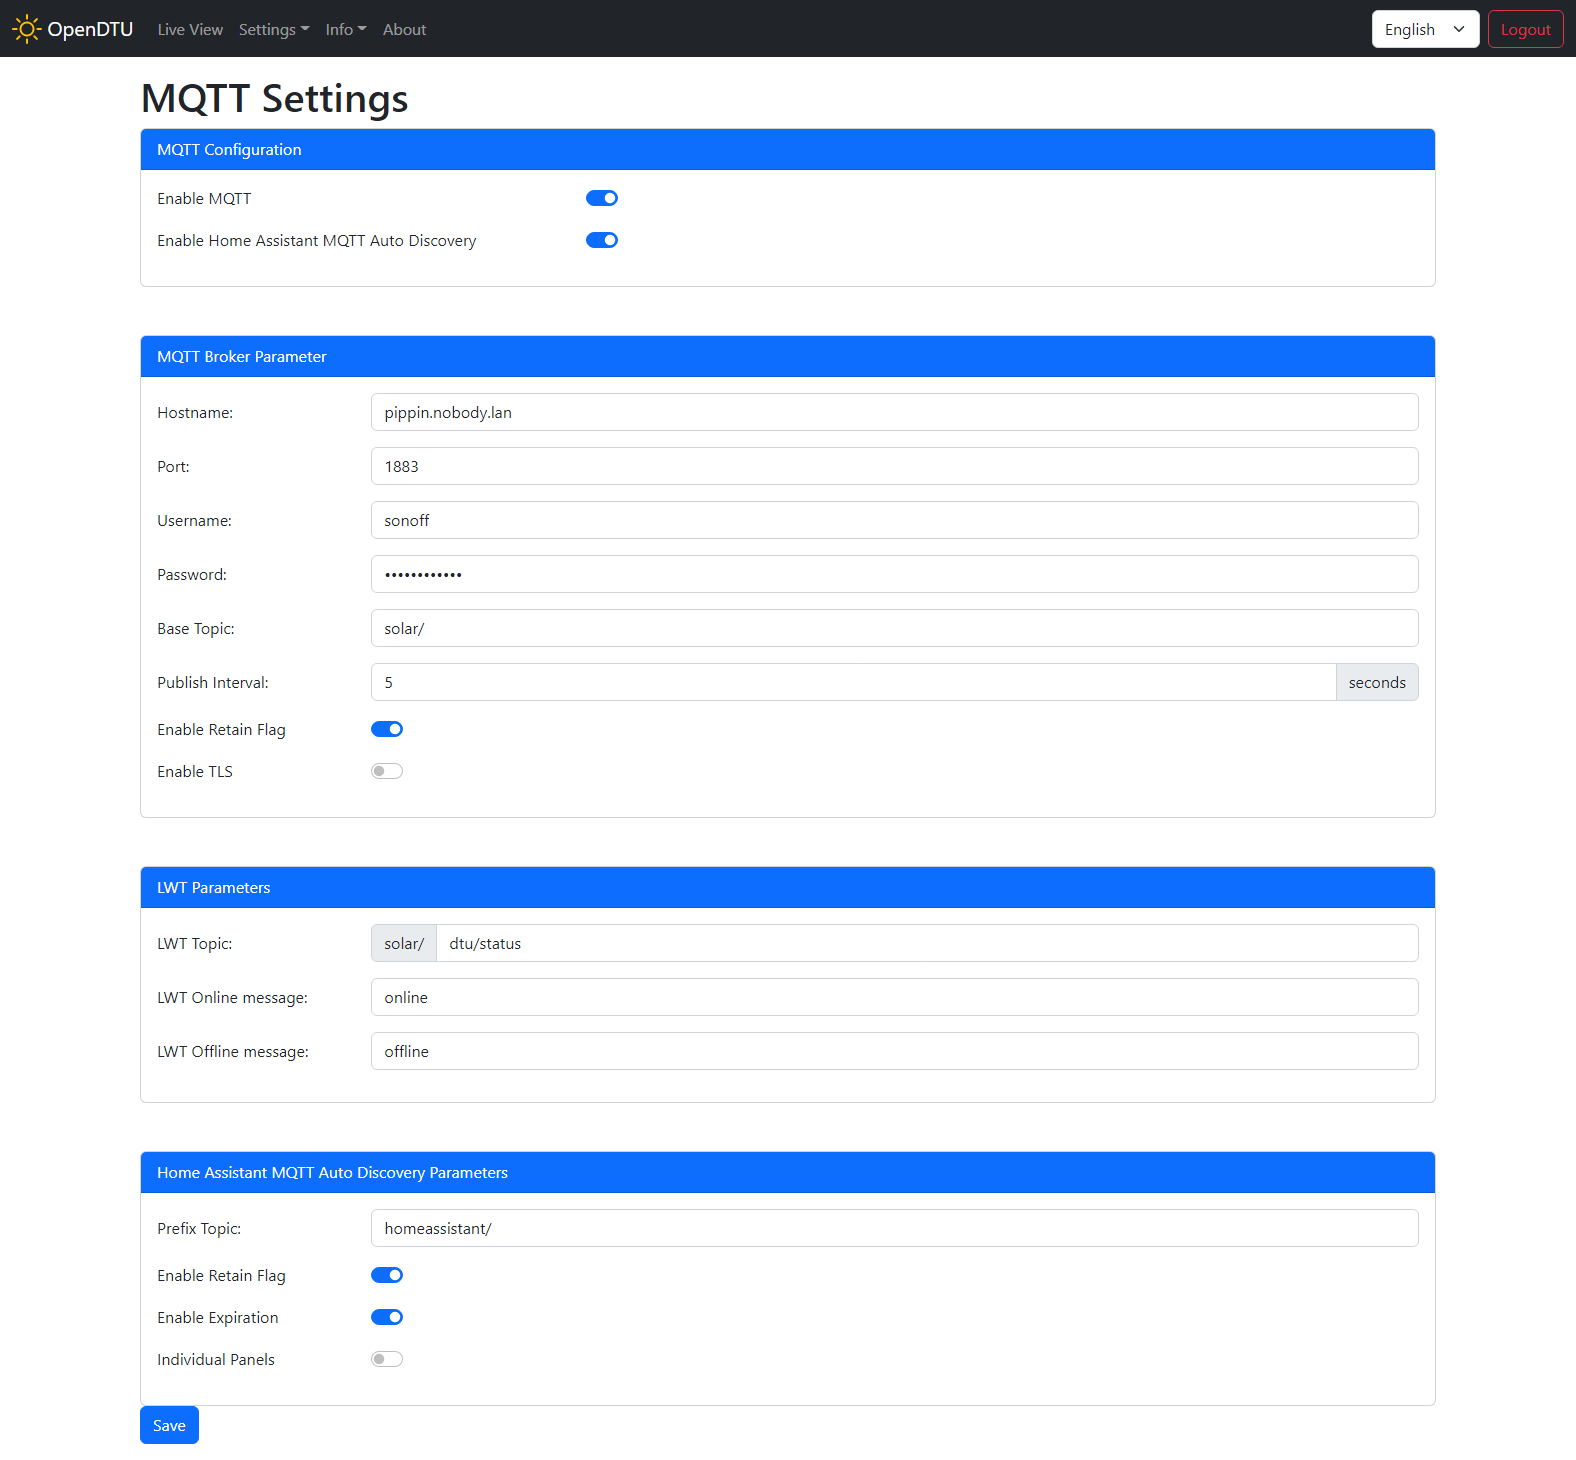 OpenDTU Live View Settings Info About English Logout
MQTT Settings
MQTT Configuration
Enable MQTT
Enable Home Assistant MQTT Auto Discovery
MQTT Broker Parameter
Hostname: pippin.nobody.lan
Port: 1883
Username: sonoff
Password: ••••••••••••
Base Topic: solar/
Publish Interval: 5 seconds
Enable Retain Flag
Enable TLS
LWT Parameters
LWT Topic: solar/ dtu/status
LWT Online message: online
LWT Offline message: offline
Home Assistant MQTT Auto Discovery Parameters
Prefix Topic: homeassistant/
Enable Retain Flag
Enable Expiration
Individual Panels
Save